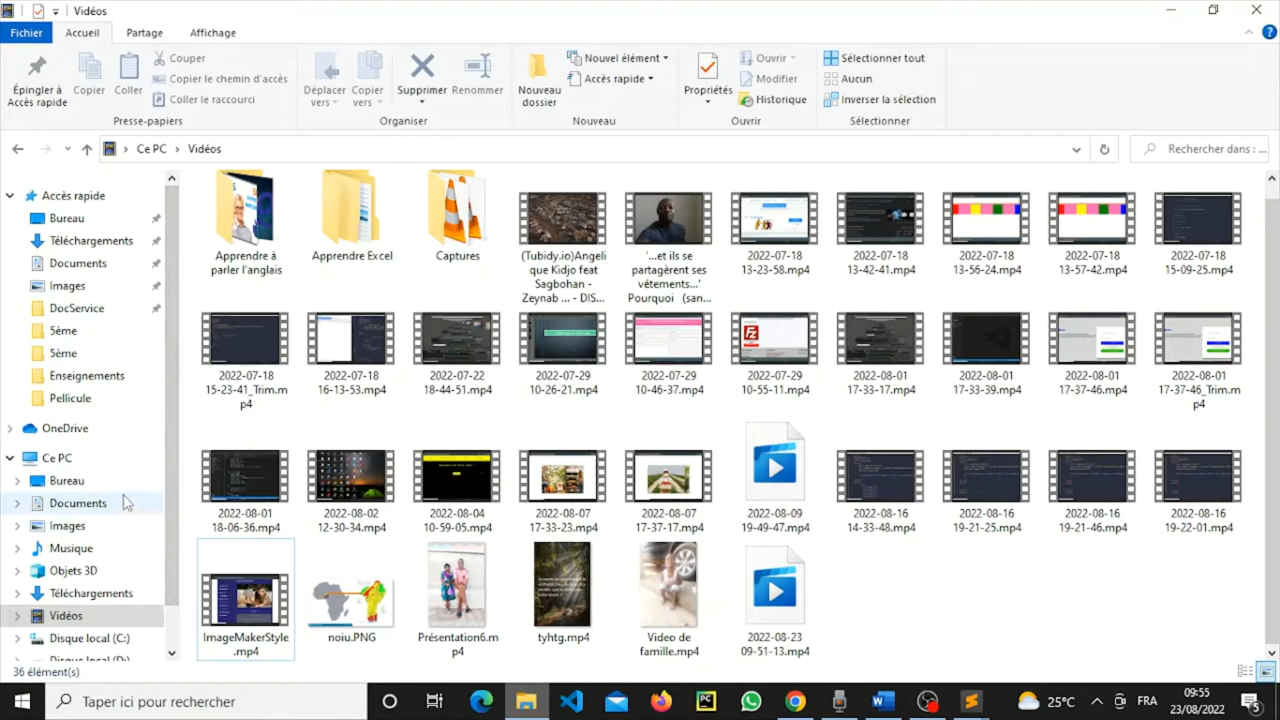 Vidéos
Fichier Accueil Partage Affichage
Épingler à Accès rapide
Copier
Coller
Couper
Copier le chemin d'accès
Coller le raccourci
Presse-papiers
Déplacer vers
Copier vers
Supprimer
Renommer
Organiser
Nouveau dossier
Nouvel élément
Accès rapide
Nouveau
Propriétés
Ouvrir
Modifier
Historique
Ouvrir
Sélectionner tout
Aucun
Inverser la sélection
Sélectionner
Ce PC > Vidéos
Rechercher dans : ...
Accès rapide
Bureau
Téléchargements
Documents
Images
DocService
5ème
5ème
Enseignements
Pellicule
OneDrive
Ce PC
Bureau
Documents
Images
Musique
Objets 3D
Téléchargements
Vidéos
Disque local (C:)
Disque local (D:)
Apprendre à
parler l'anglais
Apprendre Excel
Captures
(Tubidy.io)Angeli
que Kidjo feat
Sagbohan -
Zeynab ... - DIS...
'...et ils se
partagèrent ses
vêtements...'
Pourquoi (san...
2022-07-18
13-23-58.mp4
2022-07-18
13-42-41.mp4
2022-07-18
13-56-24.mp4
2022-07-18
13-57-42.mp4
2022-07-18
15-09-25.mp4
2022-07-18
15-23-41_Trim.m
p4
2022-07-18
16-13-53.mp4
2022-07-22
18-44-51.mp4
2022-07-29
10-26-21.mp4
2022-07-29
10-46-37.mp4
2022-07-29
10-55-11.mp4
2022-08-01
17-33-17.mp4
2022-08-01
17-33-39.mp4
2022-08-01
17-37-46.mp4
2022-08-01
17-37-46_Trim.m
p4
2022-08-01
18-06-36.mp4
2022-08-02
12-30-34.mp4
2022-08-04
10-59-05.mp4
2022-08-07
17-33-23.mp4
2022-08-07
17-37-17.mp4
2022-08-09
19-49-47.mp4
2022-08-16
14-33-48.mp4
2022-08-16
19-21-25.mp4
2022-08-16
19-21-46.mp4
2022-08-16
19-22-01.mp4
ImageMakerStyle
.mp4
noiu.PNG
Présentation6.m
p4
tyhtg.mp4
Video de
famille.mp4
2022-08-23
09-51-13.mp4
36 élément(s)
Taper ici pour rechercher
25°C
FRA
09:55
23/08/2022
5